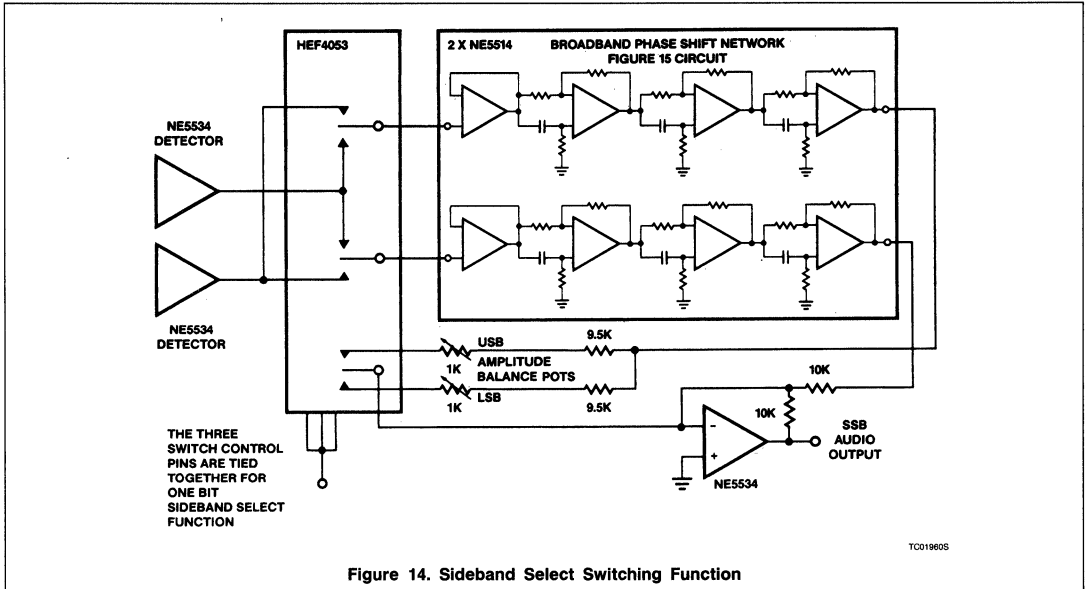 HEF4053
2 X NE5514
BROADBAND PHASE SHIFT NETWORK
FIGURE 15 CIRCUIT
NE5534
DETECTOR
NE5534
DETECTOR
USB
1K
AMPLITUDE
BALANCE POTS
LSB
1K
9.5K
9.5K
10K
10K
SSB
AUDIO
OUTPUT
-
+
NE5534
THE THREE
SWITCH CONTROL
PINS ARE TIED
TOGETHER FOR
ONE BIT
SIDEBAND SELECT
FUNCTION
TC01960S
Figure 14. Sideband Select Switching Function